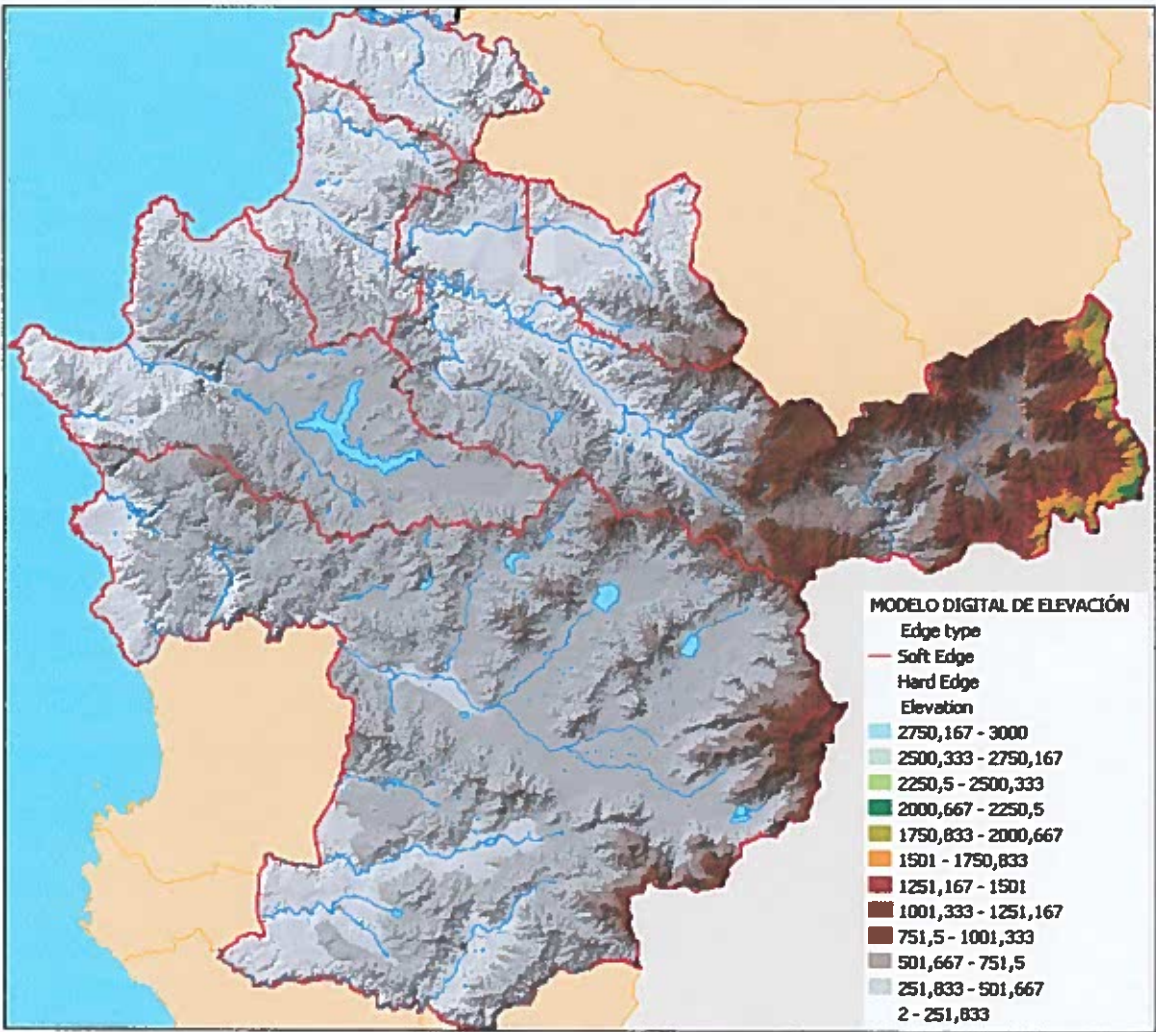 MODELO DIGITAL DE ELEVACIÓN
Edge type
Soft Edge
Hard Edge
Elevation
2750,167 - 3000
2500,333 - 2750,167
2250,5 - 2500,333
2000,667 - 2250,5
1750,833 - 2000,667
1501 - 1750,833
1251,167 - 1501
1001,333 - 1251,167
751,5 - 1001,333
501,667 - 751,5
251,833 - 501,667
2 - 251,833